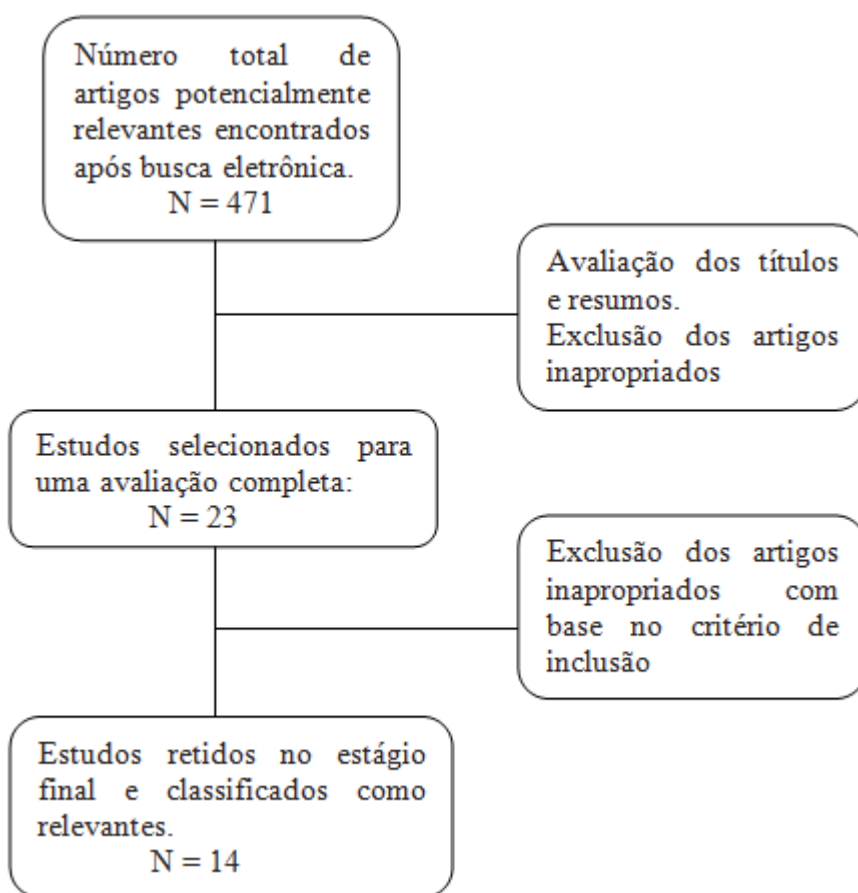 Número total de
artigos potencialmente
relevantes encontrados
após busca eletrônica.
N = 471
Avaliação dos títulos
e resumos.
Exclusão dos artigos
inapropriados
Estudos selecionados para
uma avaliação completa:
N = 23
Exclusão dos artigos
inapropriados com
base no critério de
inclusão
Estudos retidos no estágio
final e classificados como
relevantes.
N = 14